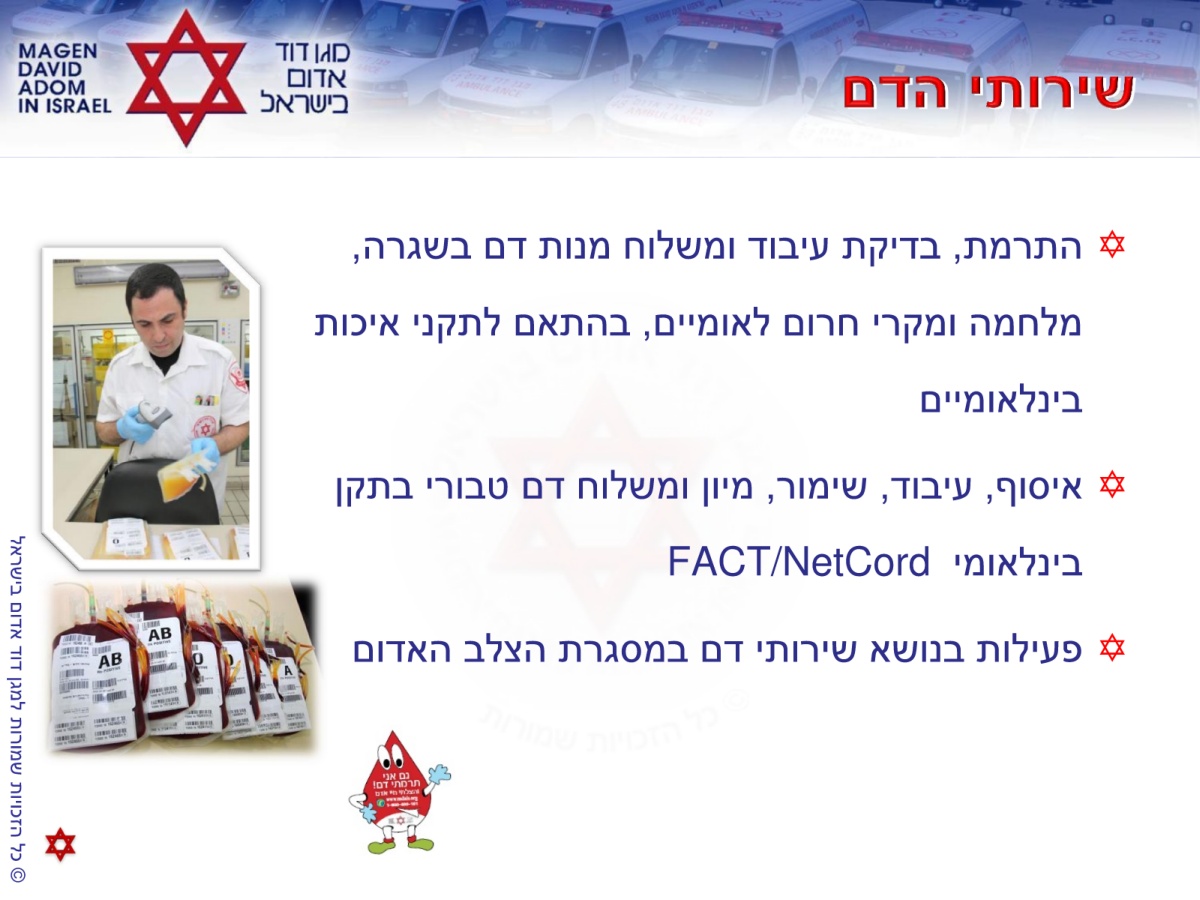 MAGEN
DAVID
ADOM
IN ISRAEL
מגן דוד
אדום
בישראל
שירותי הדם
התרמת, בדיקת עיבוד ומשלוח מנות דם בשגרה,
מלחמה ומקרי חרום לאומיים, בהתאם לתקני איכות
בינלאומיים
איסוף, עיבוד, שימור, מיון ומשלוח דם טבורי בתקן
בינלאומי FACT/NetCord
פעילות בנושא שירותי דם במסגרת הצלב האדום
AB
AB
O
O
A
גם אני
תרמתי דם!
© כל הזכויות שמורות
© כל הזכויות שמורות למגן דוד אדום בישראל